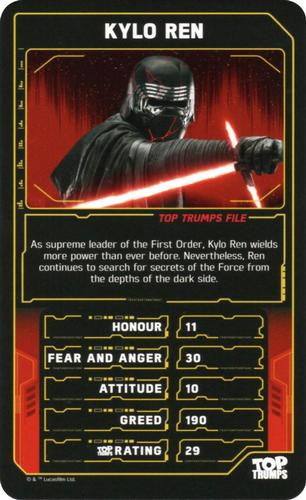 KYLO REN
TOP TRUMPS FILE
As supreme leader of the First Order, Kylo Ren wields
more power than ever before. Nevertheless, Ren
continues to search for secrets of the Force from
the depths of the dark side.
HONOUR 11
FEAR AND ANGER 30
ATTITUDE 10
GREED 190
TOP TRUMPS RATING 29
© & ™ Lucasfilm Ltd.
TOP
TRUMPS